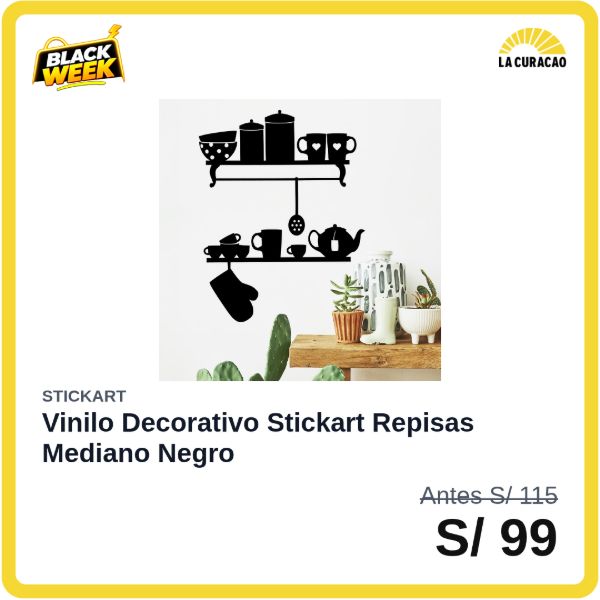 BLACK
WEEK
LA CURACAO
STICKART
Vinilo Decorativo Stickart Repisas
Mediano Negro
Antes S/ 115
S/ 99